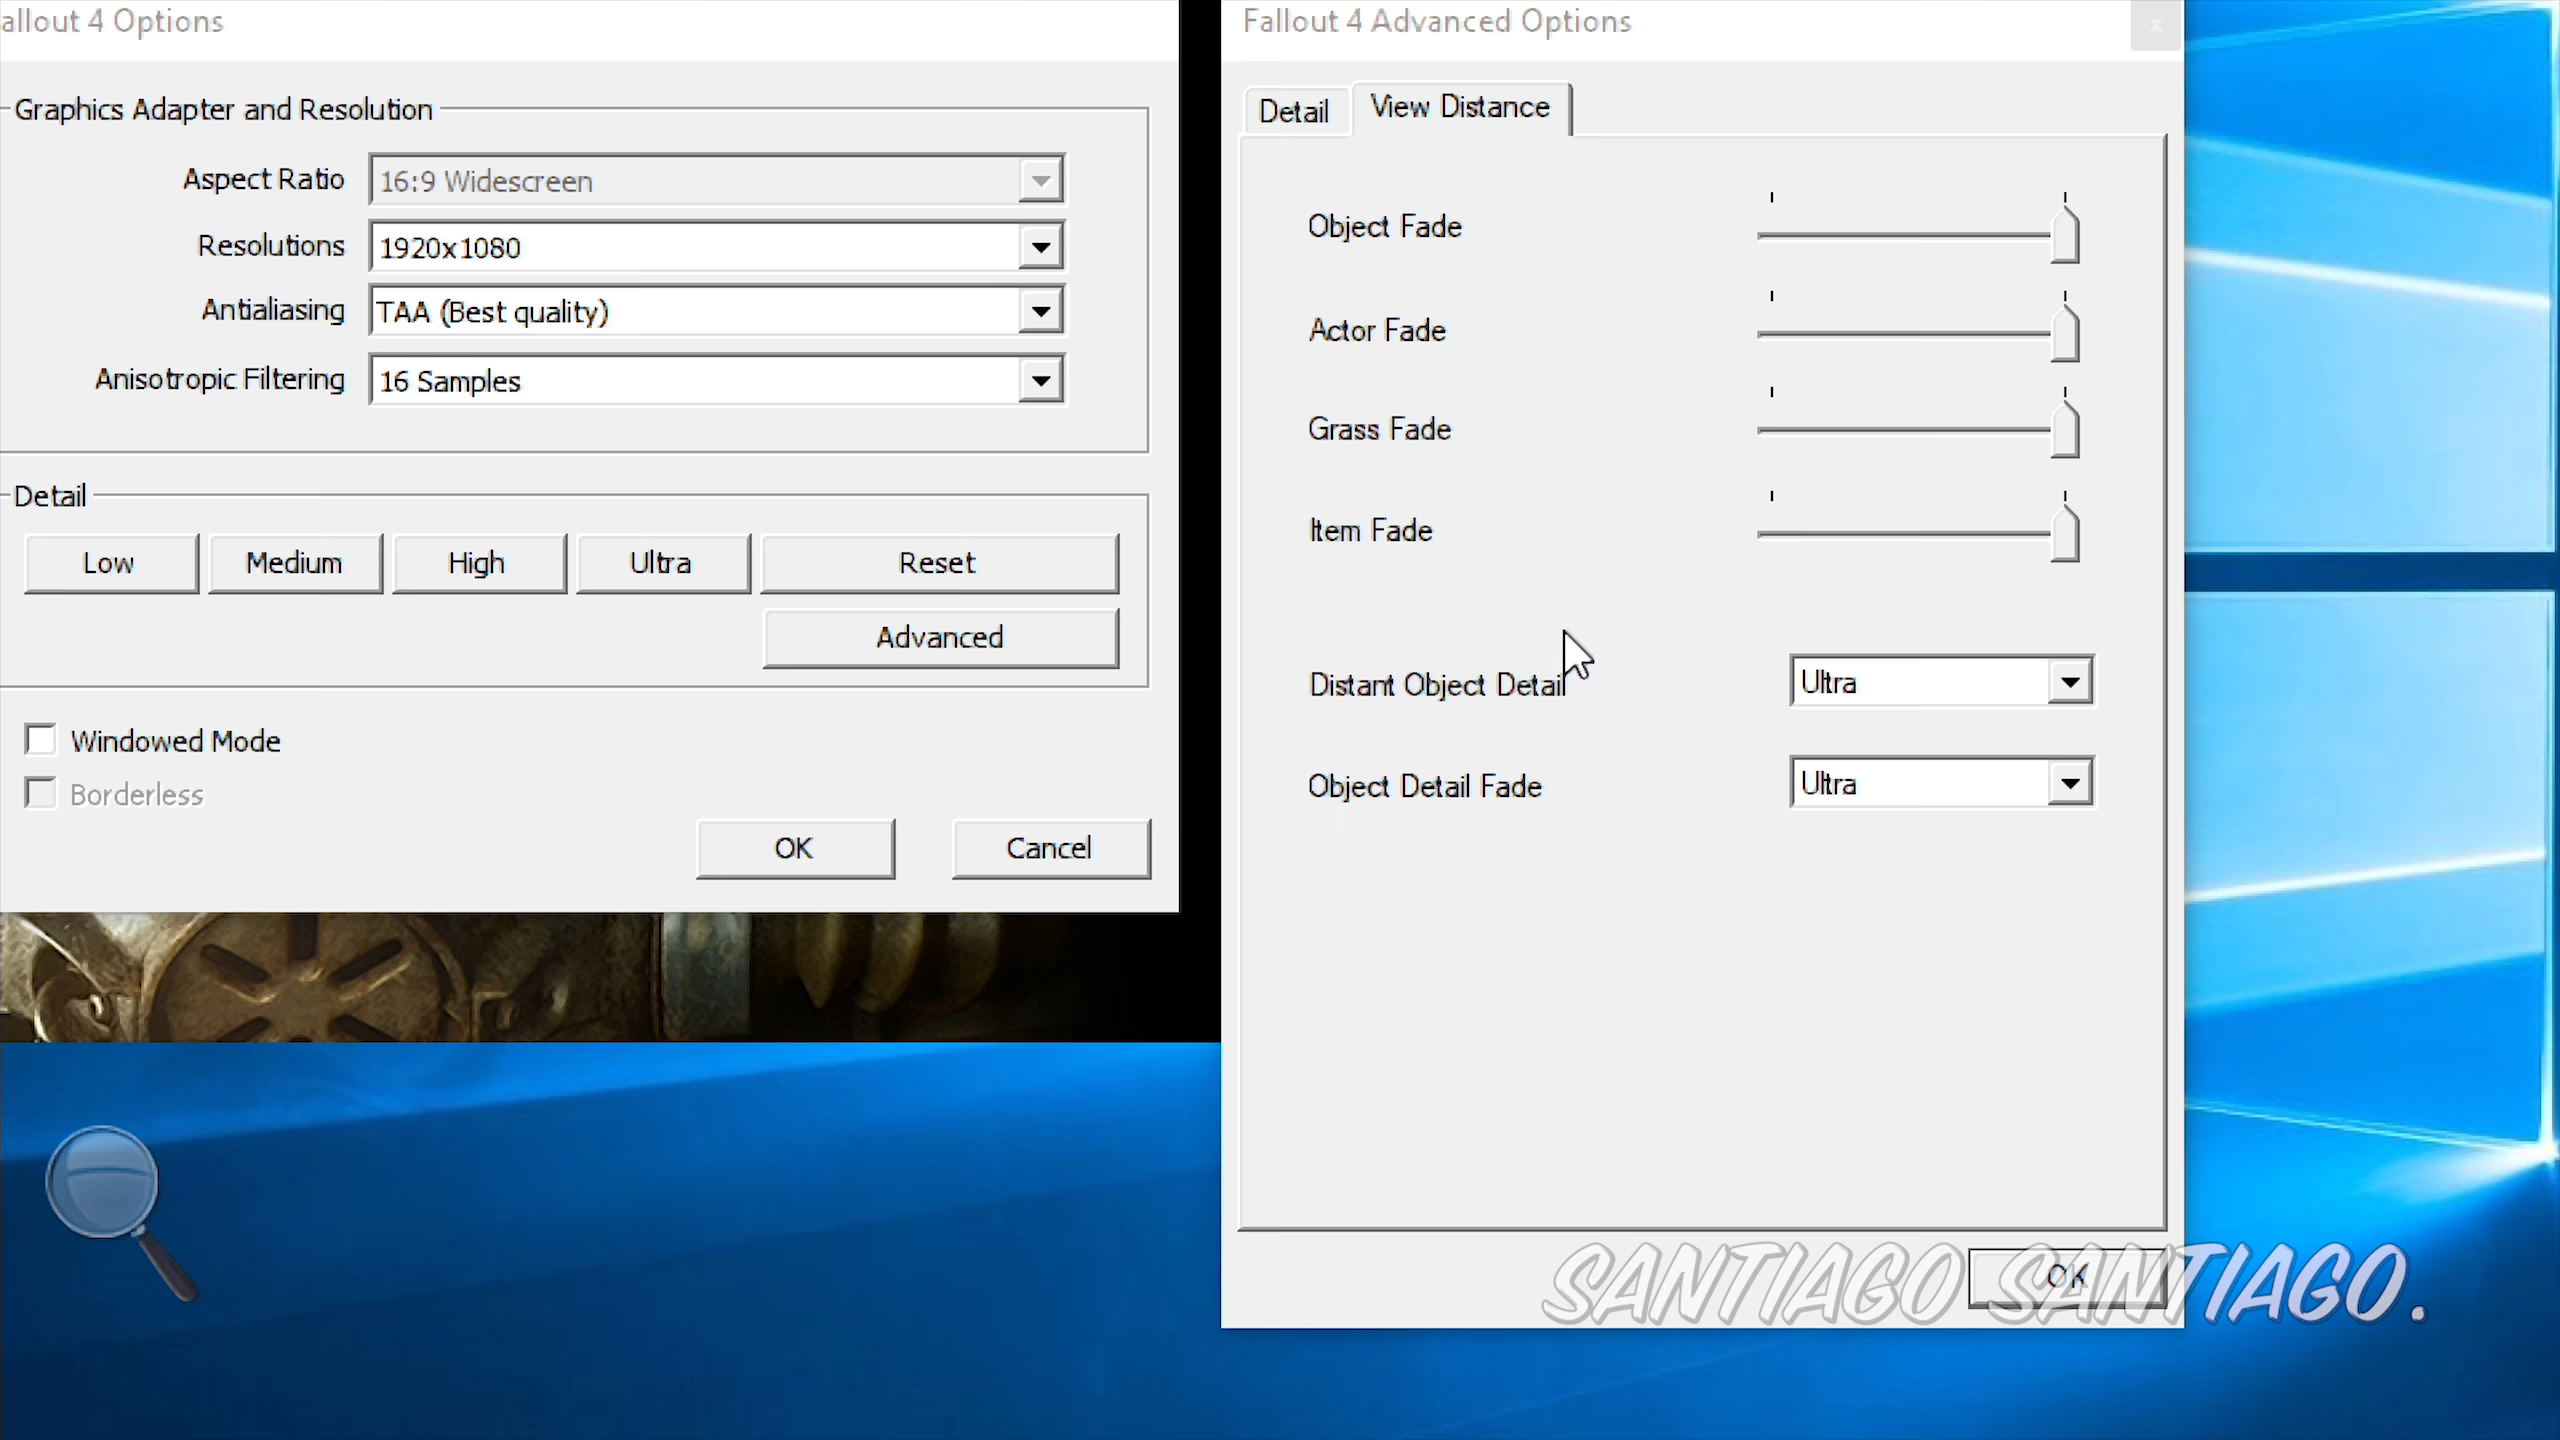 allout 4 Options
Graphics Adapter and Resolution
Aspect Ratio
16:9 Widescreen
Resolutions
1920x1080
Antialiasing
TAA (Best quality)
Anisotropic Filtering
16 Samples
Detail
Low
Medium
High
Ultra
Reset
Advanced
Windowed Mode
Borderless
OK
Cancel
Fallout 4 Advanced Options
x
Detail
View Distance
Object Fade
Actor Fade
Grass Fade
Item Fade
Distant Object Detail
Ultra
Object Detail Fade
Ultra
OK
SANTIAGO SANTIAGO.